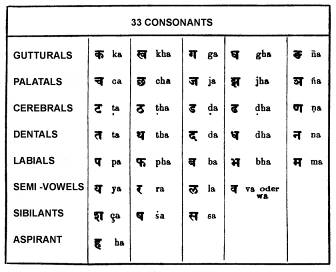 33 CONSONANTS
GUTTURALS क ka ख kha ग ga घ gha ङ ña
PALATALS च ca छ cha ज ja झ jha ञ ńa
CEREBRALS ट ṭa ठ ṭha ड ḍa ढ ḍha ण ṇa
DENTALS त ta थ tha द da ध dha न na
LABIALS प pa फ pha ब ba भ bha म ma
SEMI -VOWELS य ya र ra ल la व va oder wa
SIBILANTS श ça ष ša स sa
ASPIRANT ह ha